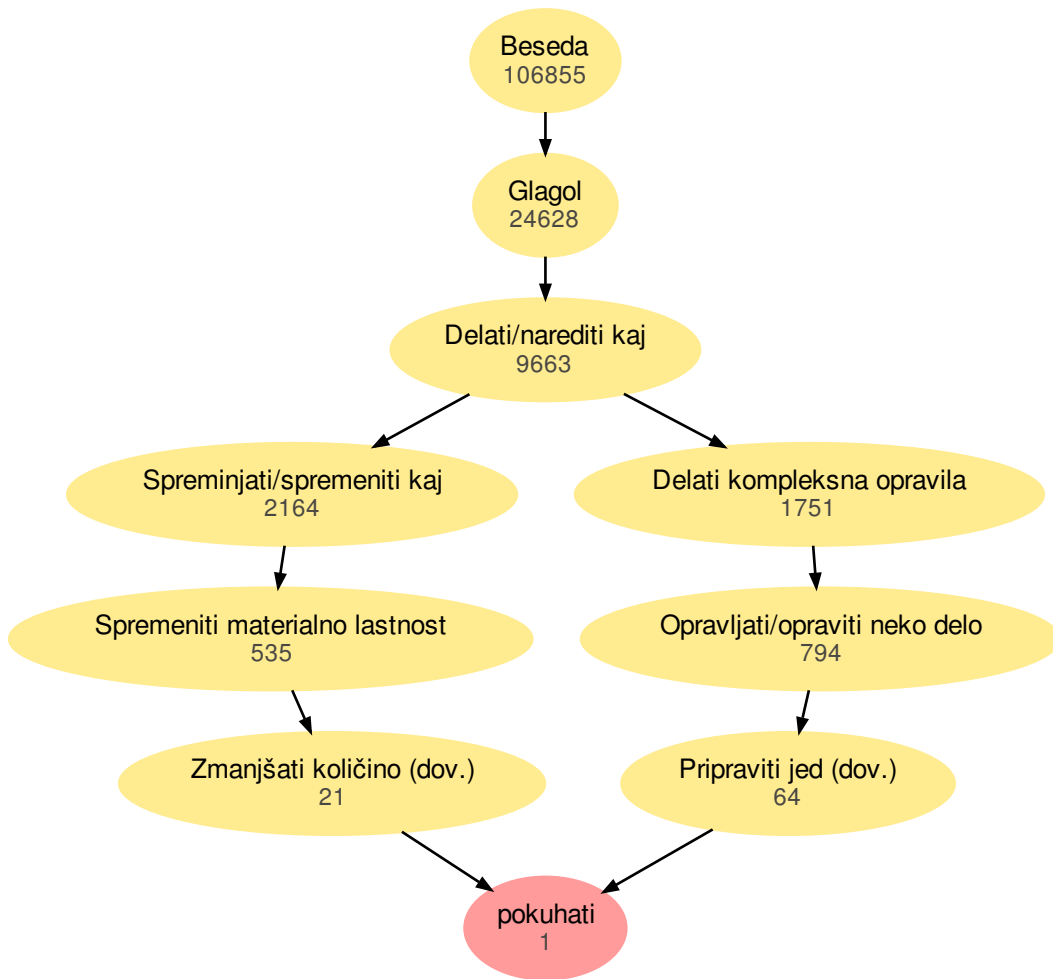 Beseda
106855
Glagol
24628
Delati/narediti kaj
9663
Spreminjati/spremeniti kaj
2164
Delati kompleksna opravila
1751
Spremeniti materialno lastnost
535
Opravljati/opraviti neko delo
794
Zmanjšati količino (dov.)
21
Pripraviti jed (dov.)
64
pokuhati
1